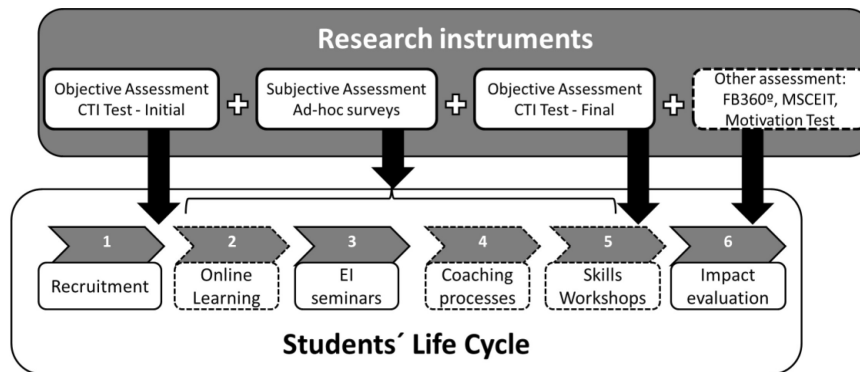 Research instruments
Objective Assessment
CTI Test - Initial
Subjective Assessment
Ad-hoc surveys
Objective Assessment
CTI Test - Final
Other assessment:
FB360º, MSCEIT,
Motivation Test
1
2
3
4
5
6
Recruitment
Online
Learning
EI
seminars
Coaching
processes
Skills
Workshops
Impact
evaluation
Students´ Life Cycle